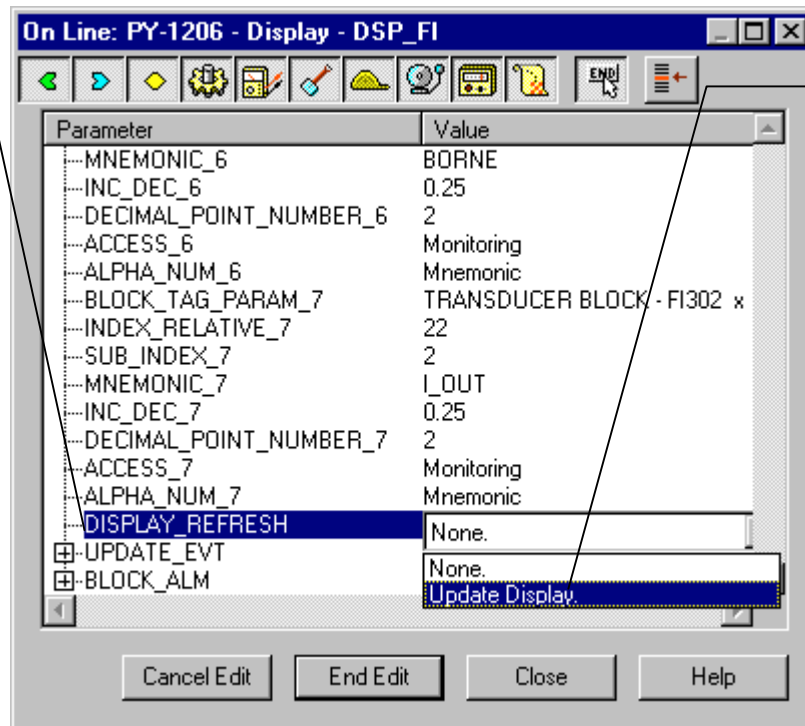 On Line: PY-1206 - Display - DSP_FI
END
Parameter Value
MNEMONIC_6 BORNE
INC_DEC_6 0.25
DECIMAL_POINT_NUMBER_6 2
ACCESS_6 Monitoring
ALPHA_NUM_6 Mnemonic
BLOCK_TAG_PARAM_7 TRANSDUCER BLOCK - FI302 x
INDEX_RELATIVE_7 22
SUB_INDEX_7 2
MNEMONIC_7 I_OUT
INC_DEC_7 0.25
DECIMAL_POINT_NUMBER_7 2
ACCESS_7 Monitoring
ALPHA_NUM_7 Mnemonic
DISPLAY_REFRESH None.
UPDATE_EVT None.
BLOCK_ALM Update Display.
Cancel Edit End Edit Close Help